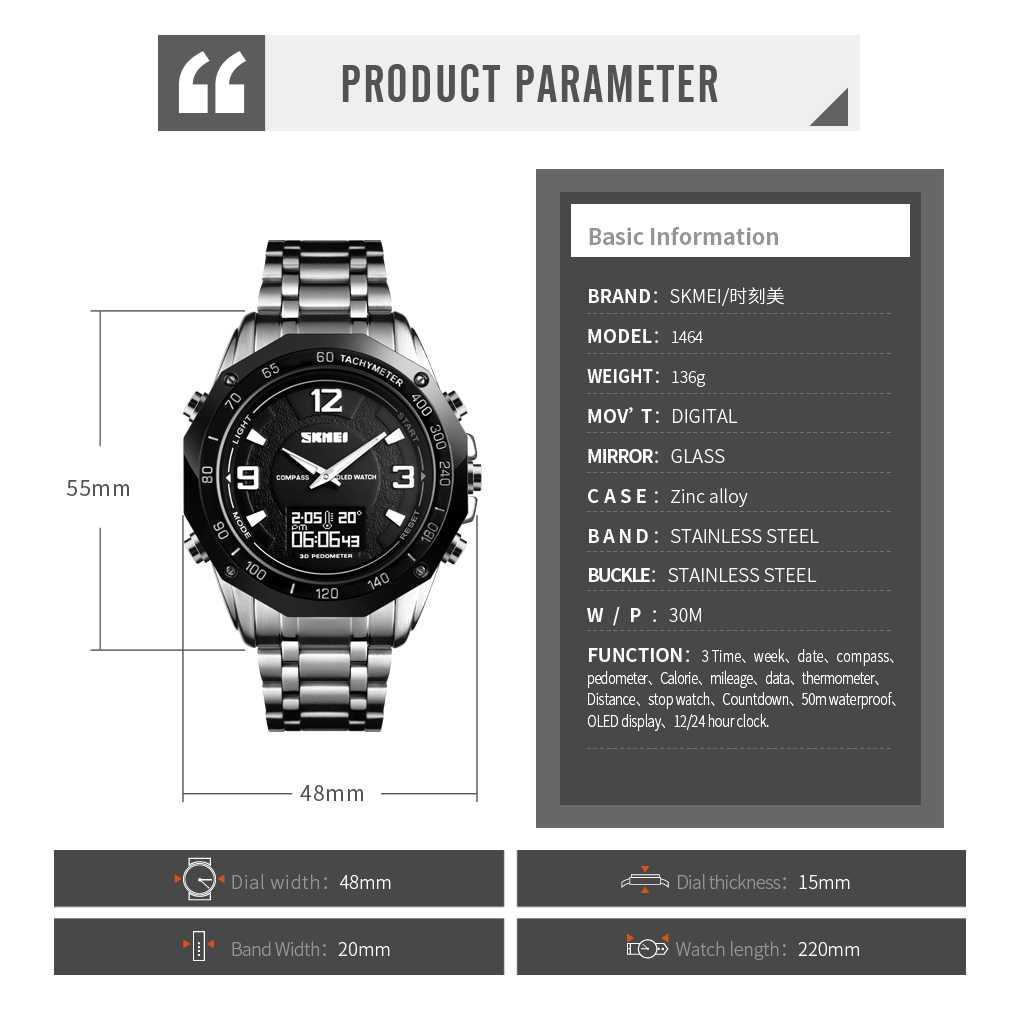 PRODUCT PARAMETER
Basic Information
BRAND： SKMEI/时刻美
MODEL： 1464
WEIGHT： 136g
MOV’ T： DIGITAL
MIRROR： GLASS
CASE： Zinc alloy
BAND： STAINLESS STEEL
BUCKLE： STAINLESS STEEL
W / P ： 30M
FUNCTION： 3 Time、week、date、compass、
pedometer、Calorie、mileage、data、thermometer、
Distance、stop watch、Countdown、50m waterproof、
OLED display、12/24 hour clock.
55mm
48mm
60 TACHYMETER
65
70
400
300
240
180
140
120
100
90
80
LIGHT
START
MODE
RESET
12
SKMEI
9
3
COMPASS
OLED WATCH
2-05 20°
PM
06:06 43
3D PEDOMETER
Dial width： 48mm
Dial thickness： 15mm
Band Width： 20mm
Watch length： 220mm